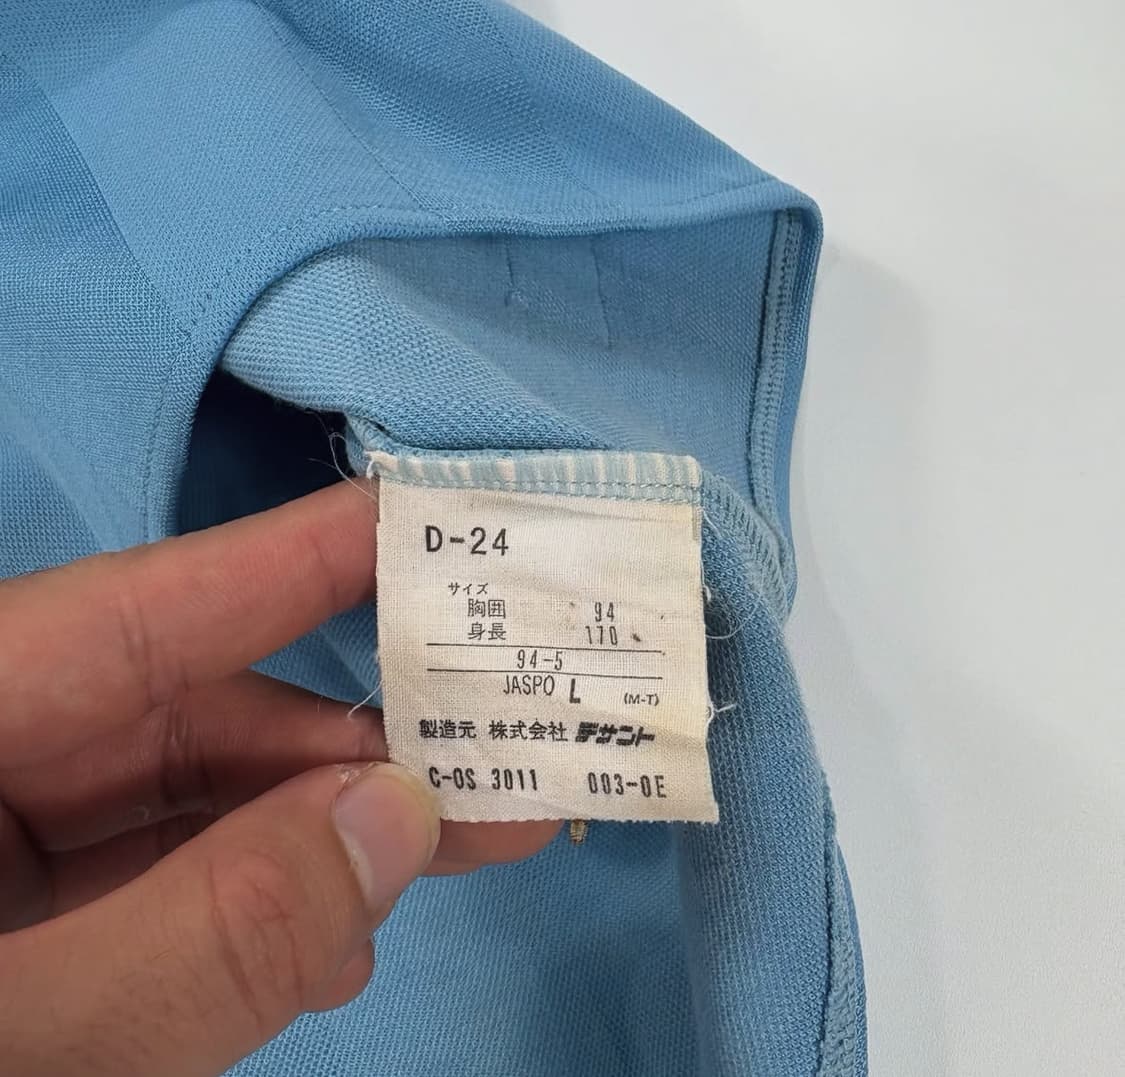 D-24
サイズ
胸囲 94
身長 170
94-5
JASPO L (M-T)
製造元 株式会社 デサント
C-OS 3011 003-0E